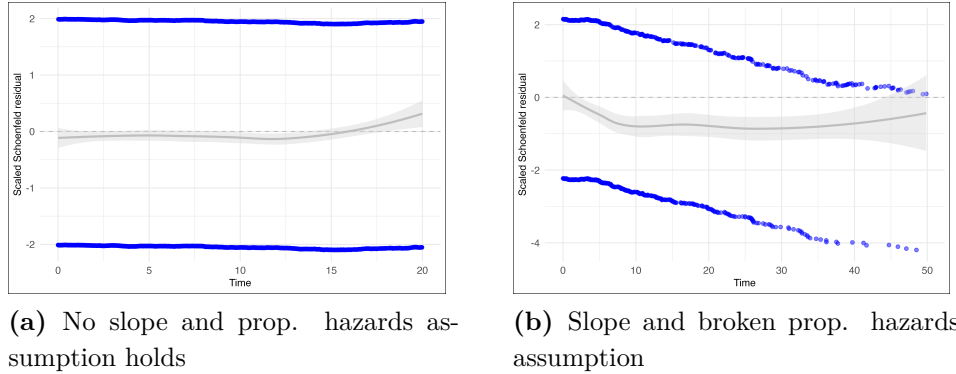 2
1
0
-1
-2
Scaled Schoenfeld residual
0
5
10
15
20
Time
(a) No slope and prop. hazards as-
sumption holds
2
0
-2
-4
Scaled Schoenfeld residual
0
10
20
30
40
50
Time
(b) Slope and broken prop. hazards
assumption